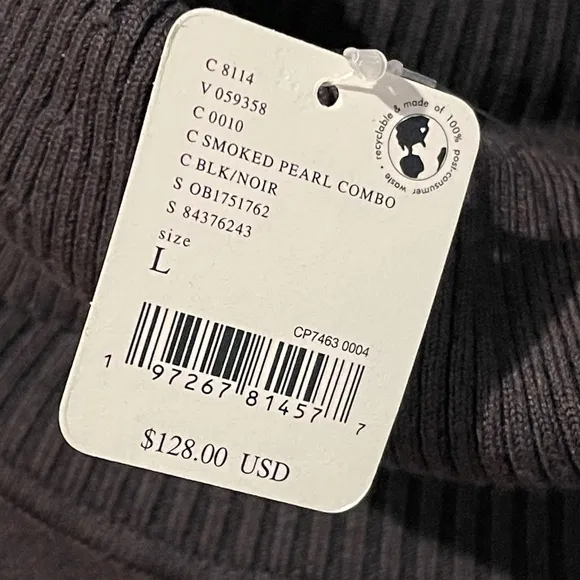 C 8114
V 059358
C 0010
C SMOKED PEARL COMBO
C BLK/NOIR
S OB1751762
S 84376243
size
L
recyclable & made of 100% post-consumer waste •
CP7463 0004
1 97267 81457 7
$128.00 USD